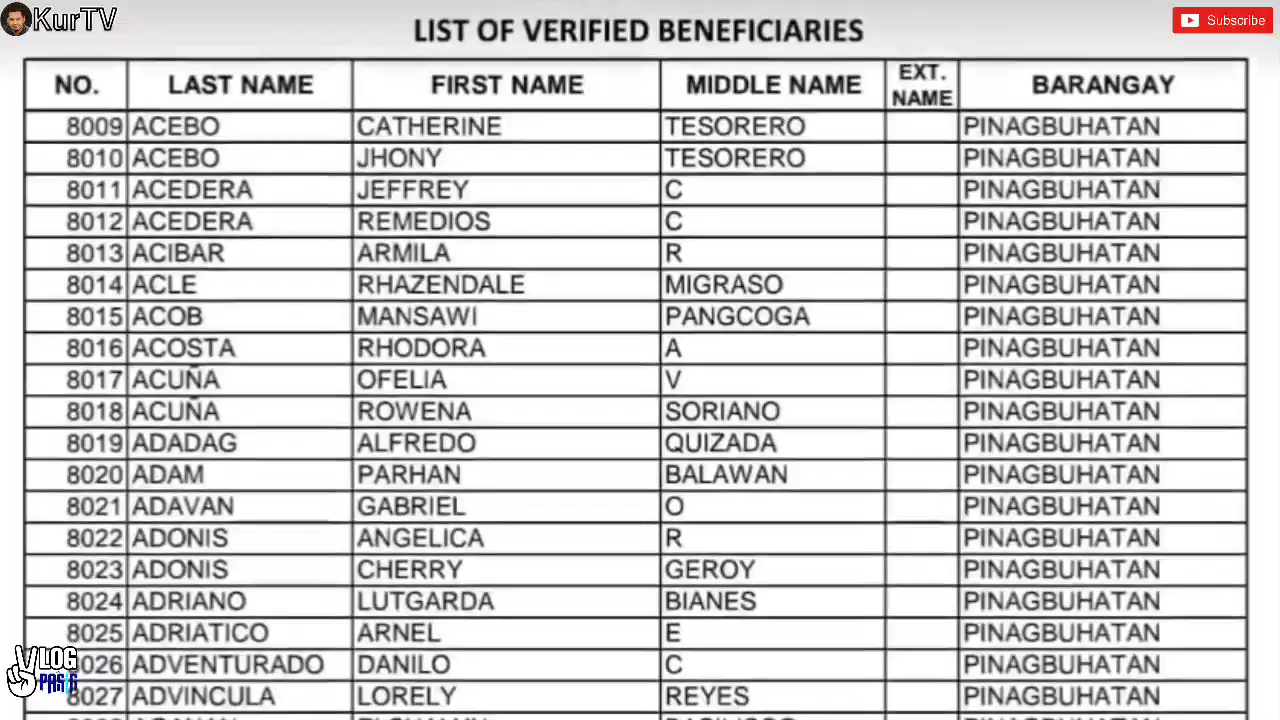 KurTV
LIST OF VERIFIED BENEFICIARIES
Subscribe
NO. LAST NAME FIRST NAME MIDDLE NAME EXT. NAME BARANGAY
8009 ACEBO CATHERINE TESORERO PINAGBUHATAN
8010 ACEBO JHONY TESORERO PINAGBUHATAN
8011 ACEDERA JEFFREY C PINAGBUHATAN
8012 ACEDERA REMEDIOS C PINAGBUHATAN
8013 ACIBAR ARMILA R PINAGBUHATAN
8014 ACLE RHAZENDALE MIGRASO PINAGBUHATAN
8015 ACOB MANSAWI PANGCOGA PINAGBUHATAN
8016 ACOSTA RHODORA A PINAGBUHATAN
8017 ACUÑA OFELIA V PINAGBUHATAN
8018 ACUÑA ROWENA SORIANO PINAGBUHATAN
8019 ADADAG ALFREDO QUIZADA PINAGBUHATAN
8020 ADAM PARHAN BALAWAN PINAGBUHATAN
8021 ADAVAN GABRIEL O PINAGBUHATAN
8022 ADONIS ANGELICA R PINAGBUHATAN
8023 ADONIS CHERRY GEROY PINAGBUHATAN
8024 ADRIANO LUTGARDA BIANES PINAGBUHATAN
8025 ADRIATICO ARNEL E PINAGBUHATAN
8026 ADVENTURADO DANILO C PINAGBUHATAN
8027 ADVINCULA LORELY REYES PINAGBUHATAN
VLOG